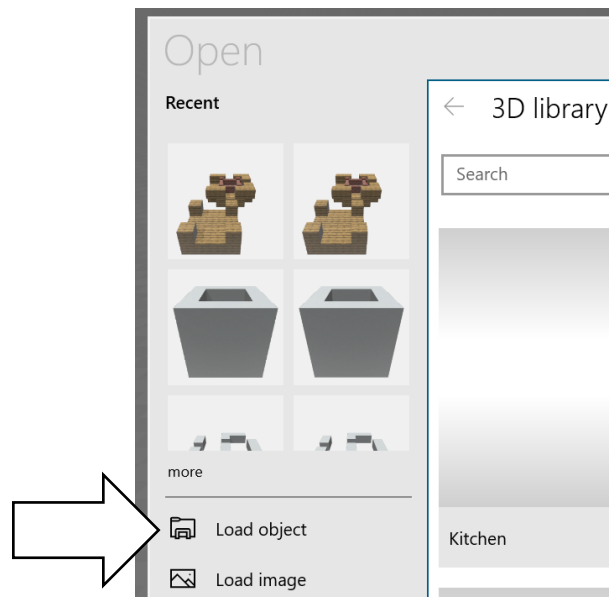 Open
Recent
more
Load object
Load image
3D library
Search
Kitchen